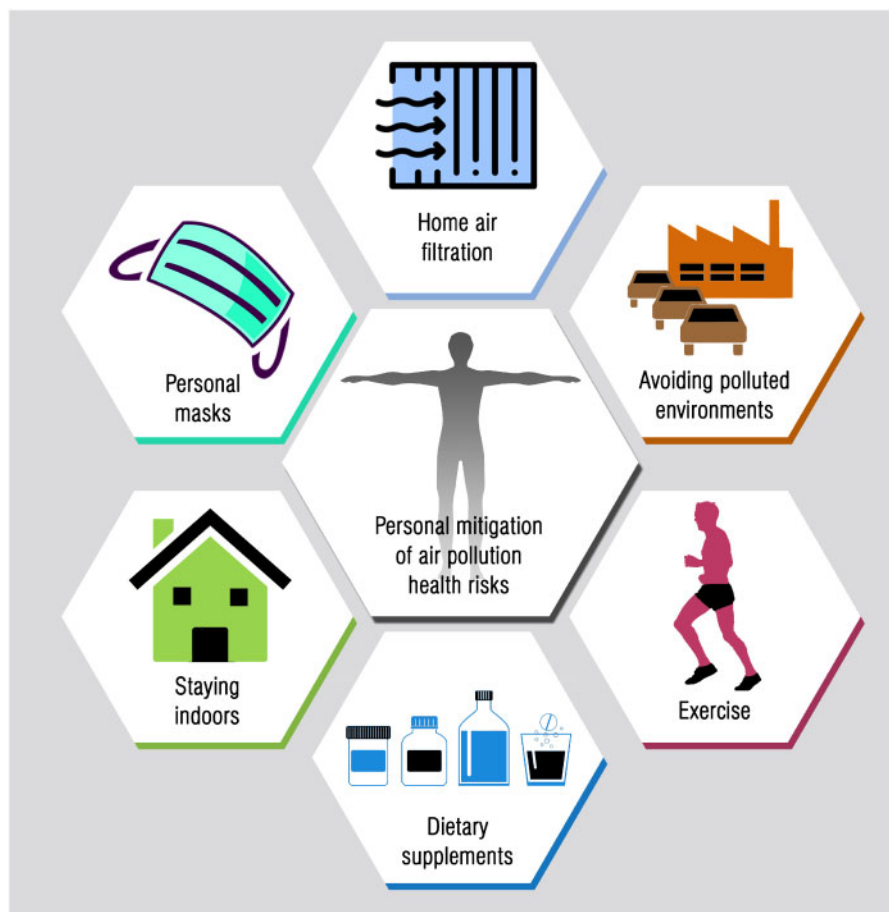 Home air
filtration
Personal
masks
Avoiding polluted
environments
Personal mitigation
of air pollution
health risks
Staying
indoors
Exercise
Dietary
supplements